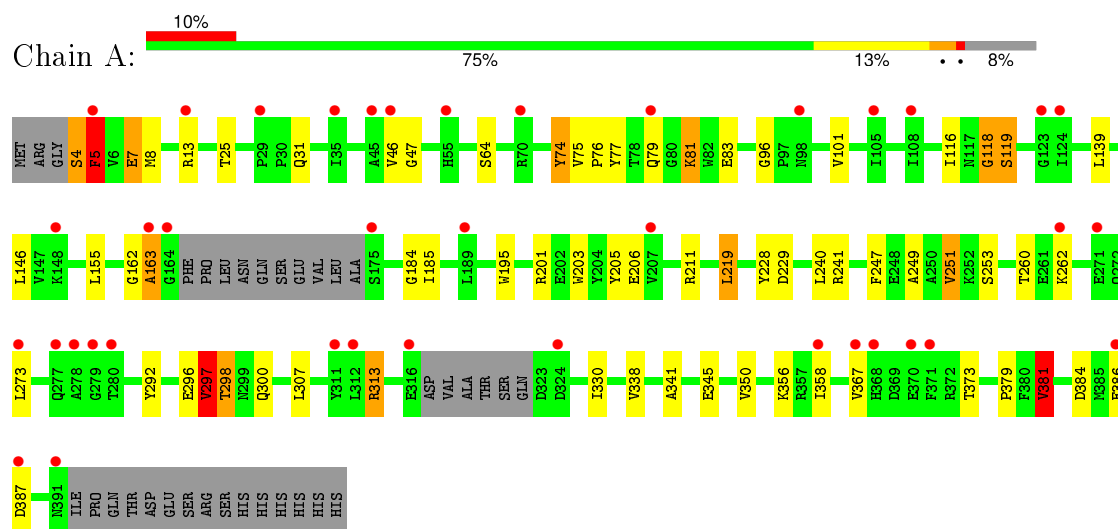 10%
Chain A:
75% 13% • • 8%
MET ARG GLY S4 F5 V6 E7 M8 R13 T25 P29 P30 Q31 I35 A45 V46 G47 H55 S64 R70 Y74 V75 P76 Y77 T78 Q79 G80 K81 W82 E83 G96 P97 N98 V101 I105 I108 I116 N117 G118 S119 G123 I124 L139
L146 V147 K148 L155 G162 A163 G164 PHE PRO LEU ASN GLN SER GLU VAL LEU ALA S175 G184 I185 L189 W195 R201 E202 W203 Y204 Y205 E206 V207 R211 L219 Y228 D229 L240 R241 F247 E248 A249 A250 V251 K252 S253 T260 E261 K262 E271 Q272
L273 Q277 A278 G279 T280 Y292 E296 V297 T298 N299 Q300 L307 Y311 L312 R313 E316 ASP VAL ALA THR SER GLN D323 D324 I330 V338 A341 E345 V350 K356 R357 I358 V367 H368 D369 E370 F371 R372 T373 P379 F380 V381 D384 M385 E386
D387 N391 ILE PRO GLN THR ASP GLU SER ARG SER HIS HIS HIS HIS HIS HIS